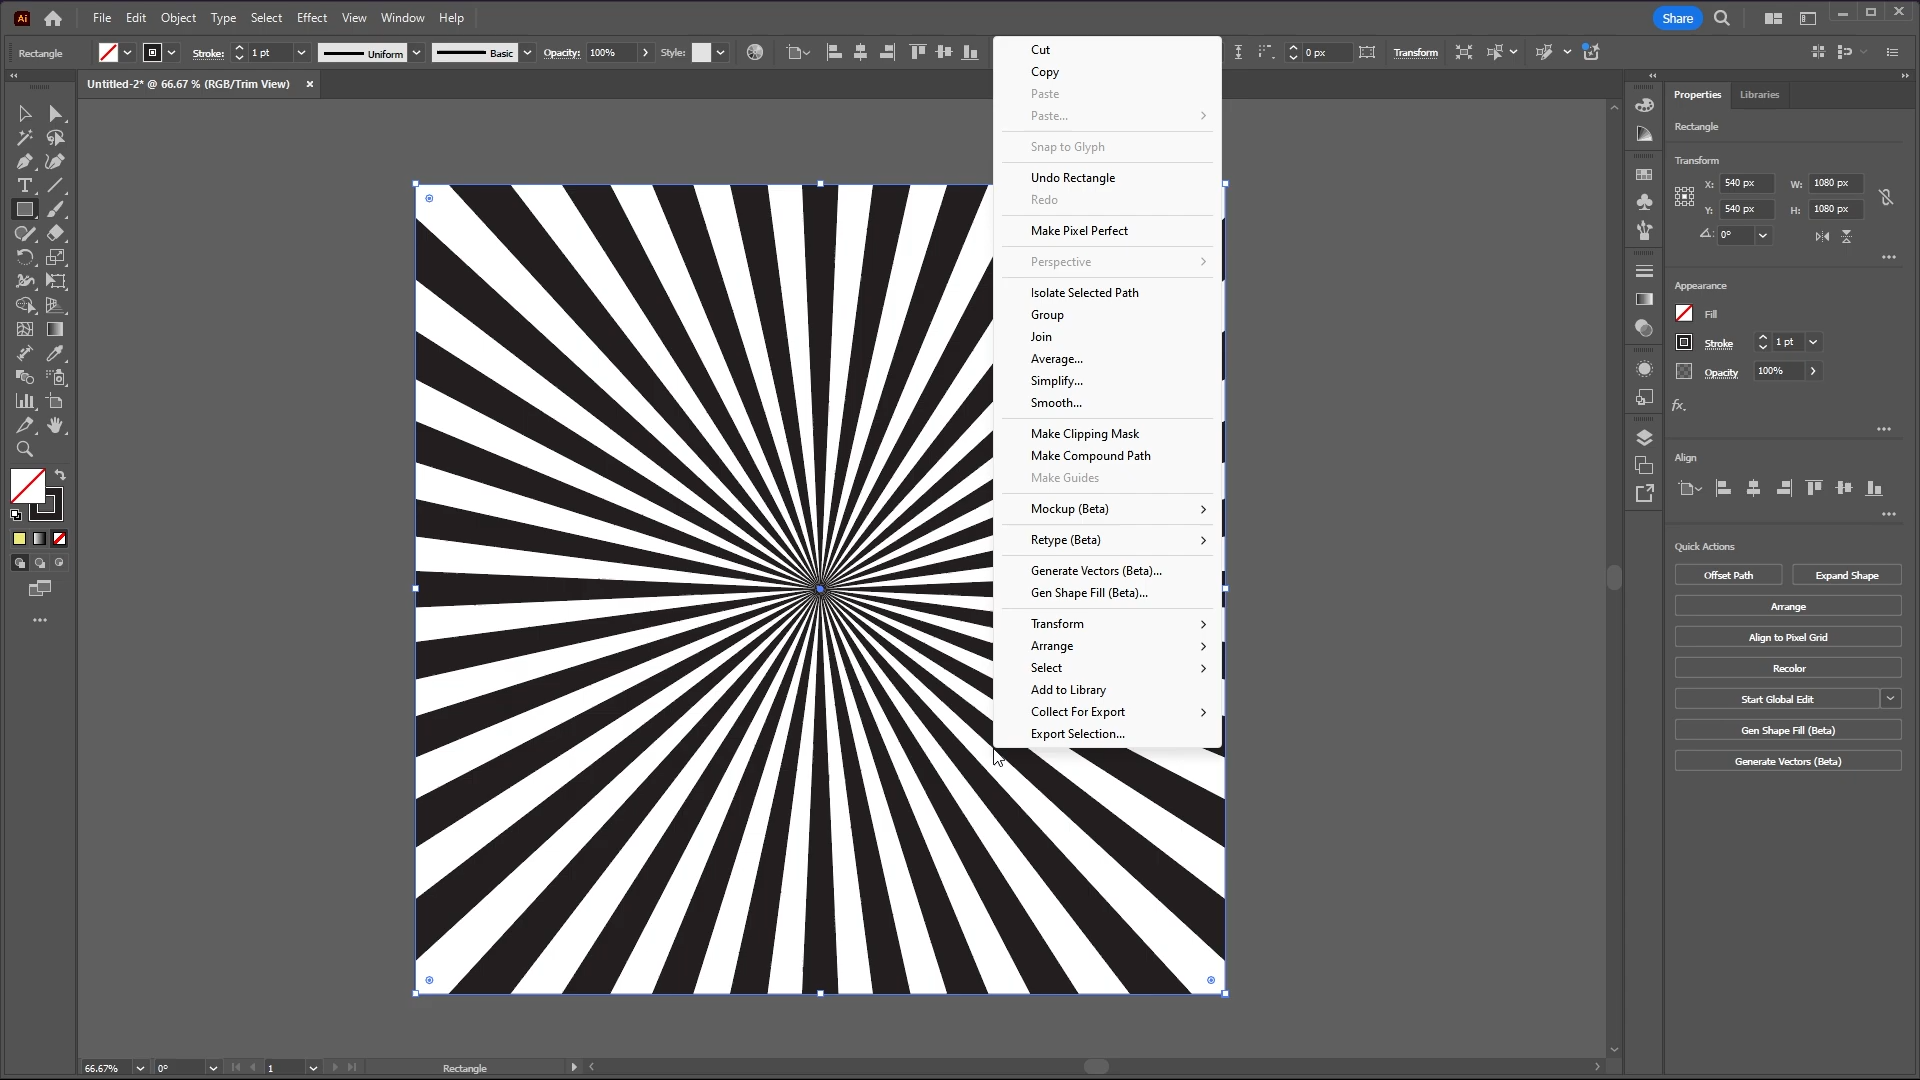 Ai File Edit Object Type Select Effect View Window Help Share
Rectangle Stroke: 1 pt Uniform Basic Opacity: 100% Style: 0 px Transform
Untitled-2* @ 66.67 % (RGB/Trim View) ×
Cut
Copy
Paste
Paste...
Snap to Glyph
Undo Rectangle
Redo
Make Pixel Perfect
Perspective
Isolate Selected Path
Group
Join
Average...
Simplify...
Smooth...
Make Clipping Mask
Make Compound Path
Make Guides
Mockup (Beta)
Retype (Beta)
Generate Vectors (Beta)...
Gen Shape Fill (Beta)...
Transform
Arrange
Select
Add to Library
Collect For Export
Export Selection...
Properties Libraries
Rectangle
Transform
X: 540 px W: 1080 px
Y: 540 px H: 1080 px
0°
Appearance
Fill
Stroke 1 pt
Opacity 100%
fx.
Align
Quick Actions
Offset Path Expand Shape
Arrange
Align to Pixel Grid
Recolor
Start Global Edit
Gen Shape Fill (Beta)
Generate Vectors (Beta)
66.67% 0° 1 Rectangle